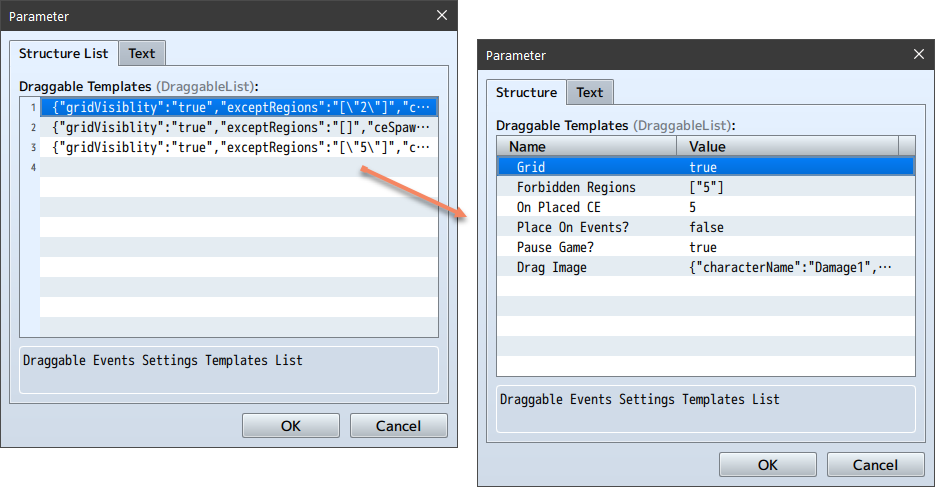 Parameter
Structure List
Text
Draggable Templates (DraggableList):
1 {"gridVisiblity":"true","exceptRegions":"[\"2\"]","c⋯
2 {"gridVisiblity":"true","exceptRegions":"[]","ceSpaw⋯
3 {"gridVisiblity":"true","exceptRegions":"[\"5\"]","c⋯
4
Draggable Events Settings Templates List
OK
Cancel
Parameter
Structure
Text
Draggable Templates (DraggableList):
Name Value
Grid true
Forbidden Regions ["5"]
On Placed CE 5
Place On Events? false
Pause Game? true
Drag Image {"characterName":"Damage1",⋯
Draggable Events Settings Templates List
OK
Cancel